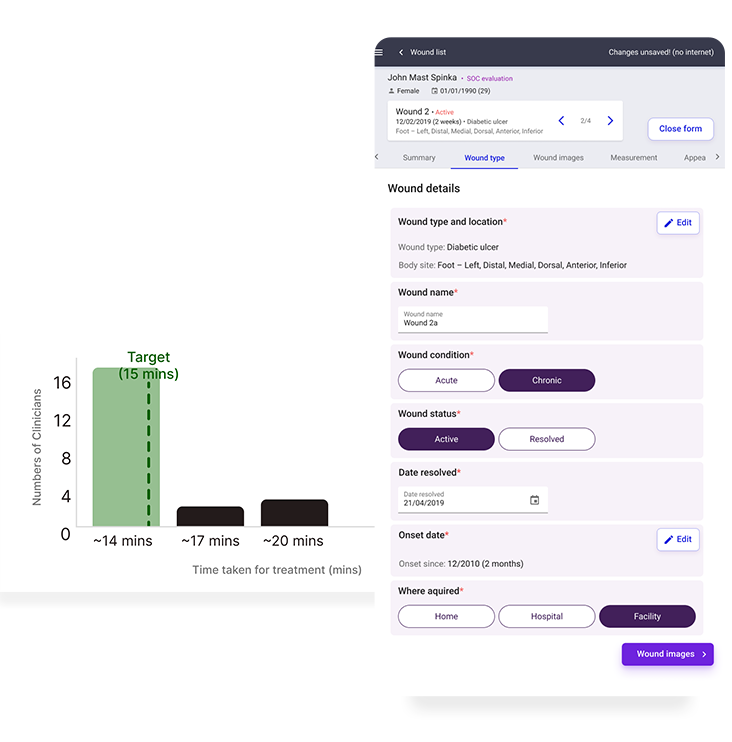 Wound list
Changes unsaved! (no internet)
John Mast Spinka • SOC evaluation
Female 01/01/1990 (29)
Wound 2 • Active
12/02/2019 (2 weeks) • Diabetic ulcer
Foot – Left, Distal, Medial, Dorsal, Anterior, Inferior
2/4
Close form
Summary Wound type Wound images Measurement Appea
Wound details
Wound type and location*
Edit
Wound type: Diabetic ulcer
Body site: Foot – Left, Distal, Medial, Dorsal, Anterior, Inferior
Wound name*
Wound name
Wound 2a
Wound condition*
Acute Chronic
Wound status*
Active Resolved
Date resolved*
Date resolved
21/04/2019
Onset date*
Edit
Onset since: 12/2010 (2 months)
Where aquired*
Home Hospital Facility
Wound images
Target
(15 mins)
Numbers of Clinicians
16
12
8
4
0
~14 mins ~17 mins ~20 mins
Time taken for treatment (mins)